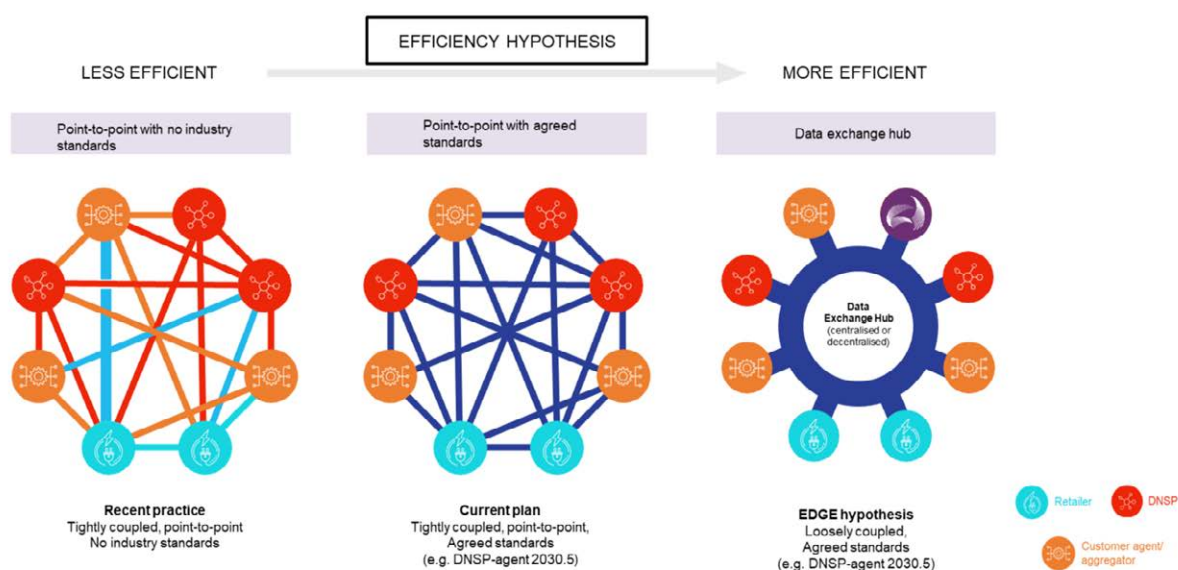 EFFICIENCY HYPOTHESIS
LESS EFFICIENT
MORE EFFICIENT
Point-to-point with no industry
standards
Point-to-point with agreed
standards
Data exchange hub
Data
Exchange Hub
(centralised or
decentralised)
Recent practice
Tightly coupled, point-to-point
No industry standards
Current plan
Tightly coupled, point-to-point,
Agreed standards
(e.g. DNSP-agent 2030.5)
EDGE hypothesis
Loosely coupled,
Agreed standards
(e.g. DNSP-agent 2030.5)
Retailer
DNSP
Customer agent/
aggregator